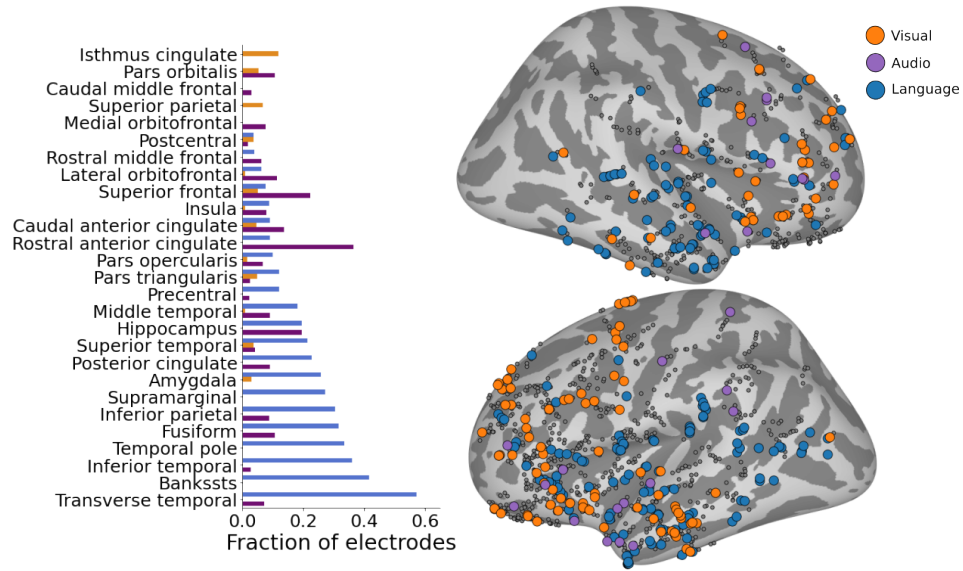 Isthmus cingulate
Pars orbitalis
Caudal middle frontal
Superior parietal
Medial orbitofrontal
Postcentral
Rostral middle frontal
Lateral orbitofrontal
Superior frontal
Insula
Caudal anterior cingulate
Rostral anterior cingulate
Pars opercularis
Pars triangularis
Precentral
Middle temporal
Hippocampus
Superior temporal
Posterior cingulate
Amygdala
Supramarginal
Inferior parietal
Fusiform
Temporal pole
Inferior temporal
Bankssts
Transverse temporal
0.0 0.2 0.4 0.6
Fraction of electrodes
Visual
Audio
Language